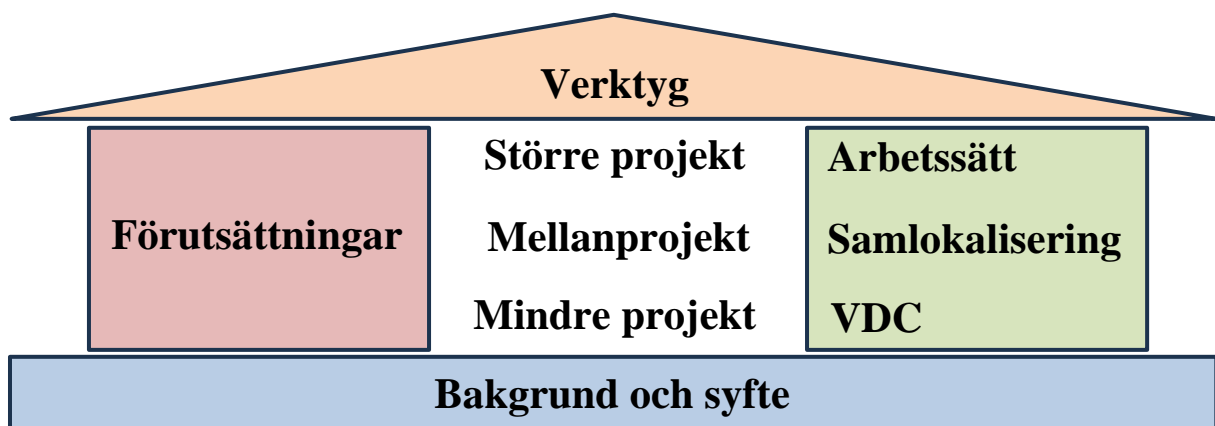 Verktyg
Förutsättningar
Större projekt
Mellanprojekt
Mindre projekt
Arbetssätt
Samlokalisering
VDC
Bakgrund och syfte